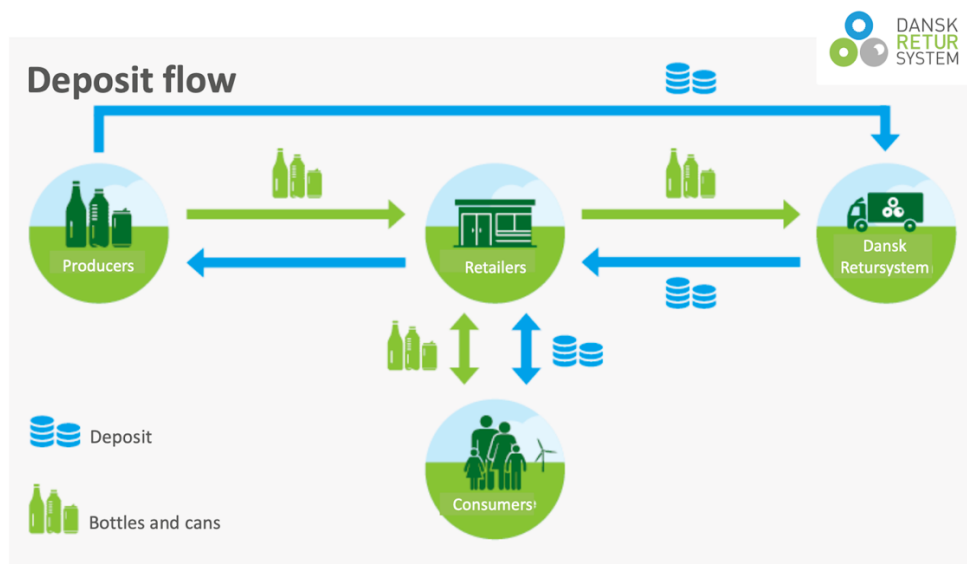 DANSK
RETUR
SYSTEM
Deposit flow
Producers
Retailers
Dansk
Retursystem
Consumers
Deposit
Bottles and cans